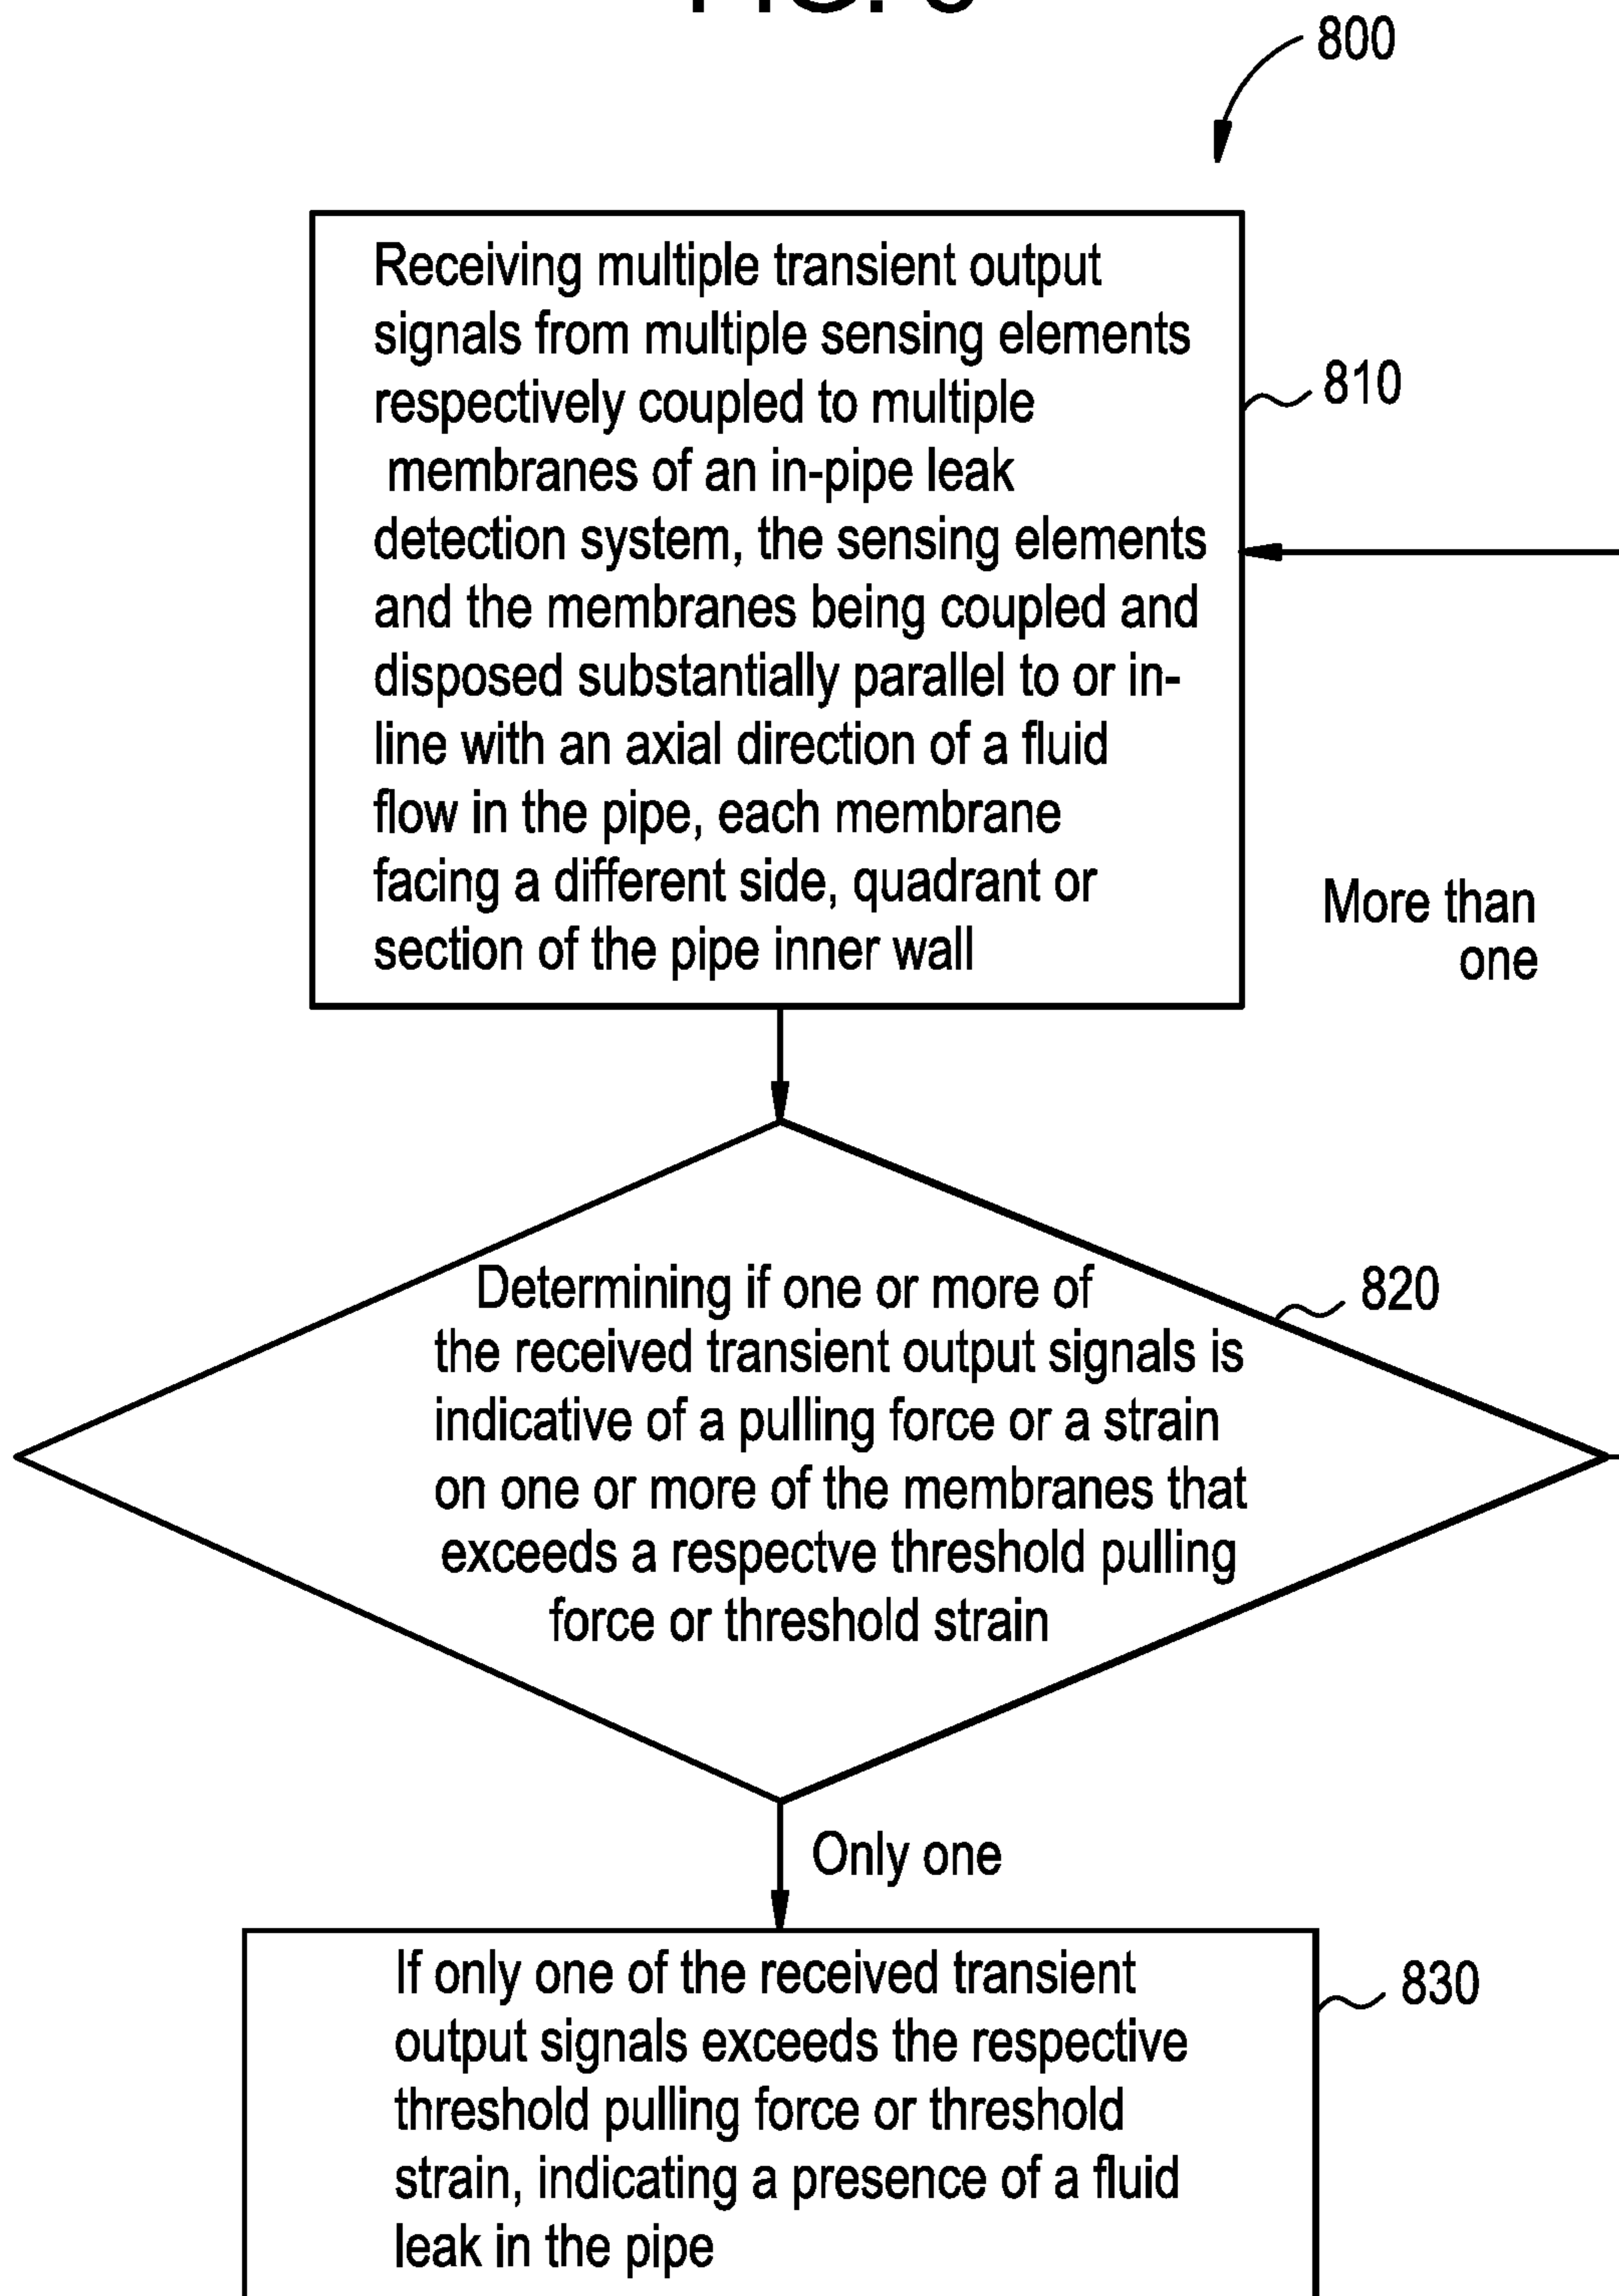 800
Receiving multiple transient output
signals from multiple sensing elements
respectively coupled to multiple
membranes of an in-pipe leak
detection system, the sensing elements
and the membranes being coupled and
disposed substantially parallel to or in-
line with an axial direction of a fluid
flow in the pipe, each membrane
facing a different side, quadrant or
section of the pipe inner wall
810
More than
one
Determining if one or more of
the received transient output signals is
indicative of a pulling force or a strain
on one or more of the membranes that
exceeds a respectve threshold pulling
force or threshold strain
820
Only one
If only one of the received transient
output signals exceeds the respective
threshold pulling force or threshold
strain, indicating a presence of a fluid
leak in the pipe
830